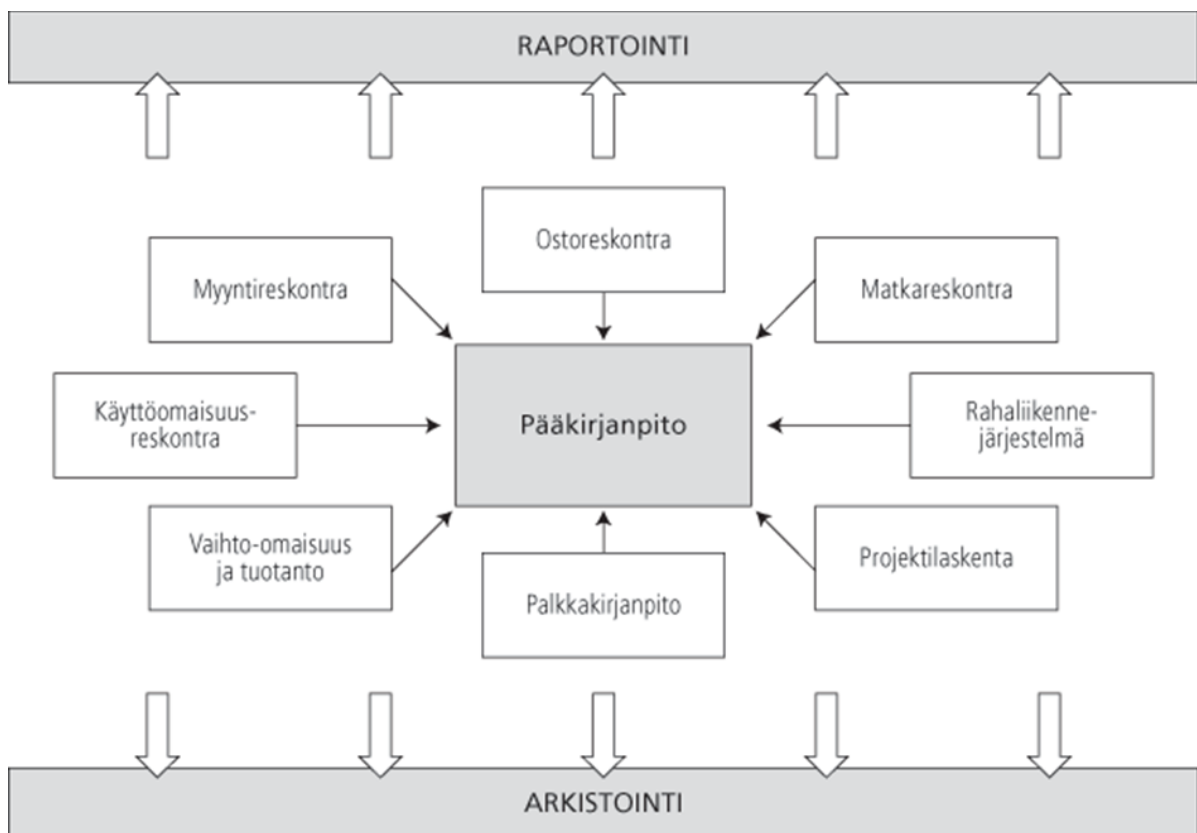 RAPORTOINTI
Ostoreskontra
Myyntireskontra
Matkareskontra
Käyttöomaisuus-
reskontra
Pääkirjanpito
Rahaliikenne-
järjestelmä
Vaihto-omaisuus
ja tuotanto
Palkkakirjanpito
Projektilaskenta
ARKISTOINTI